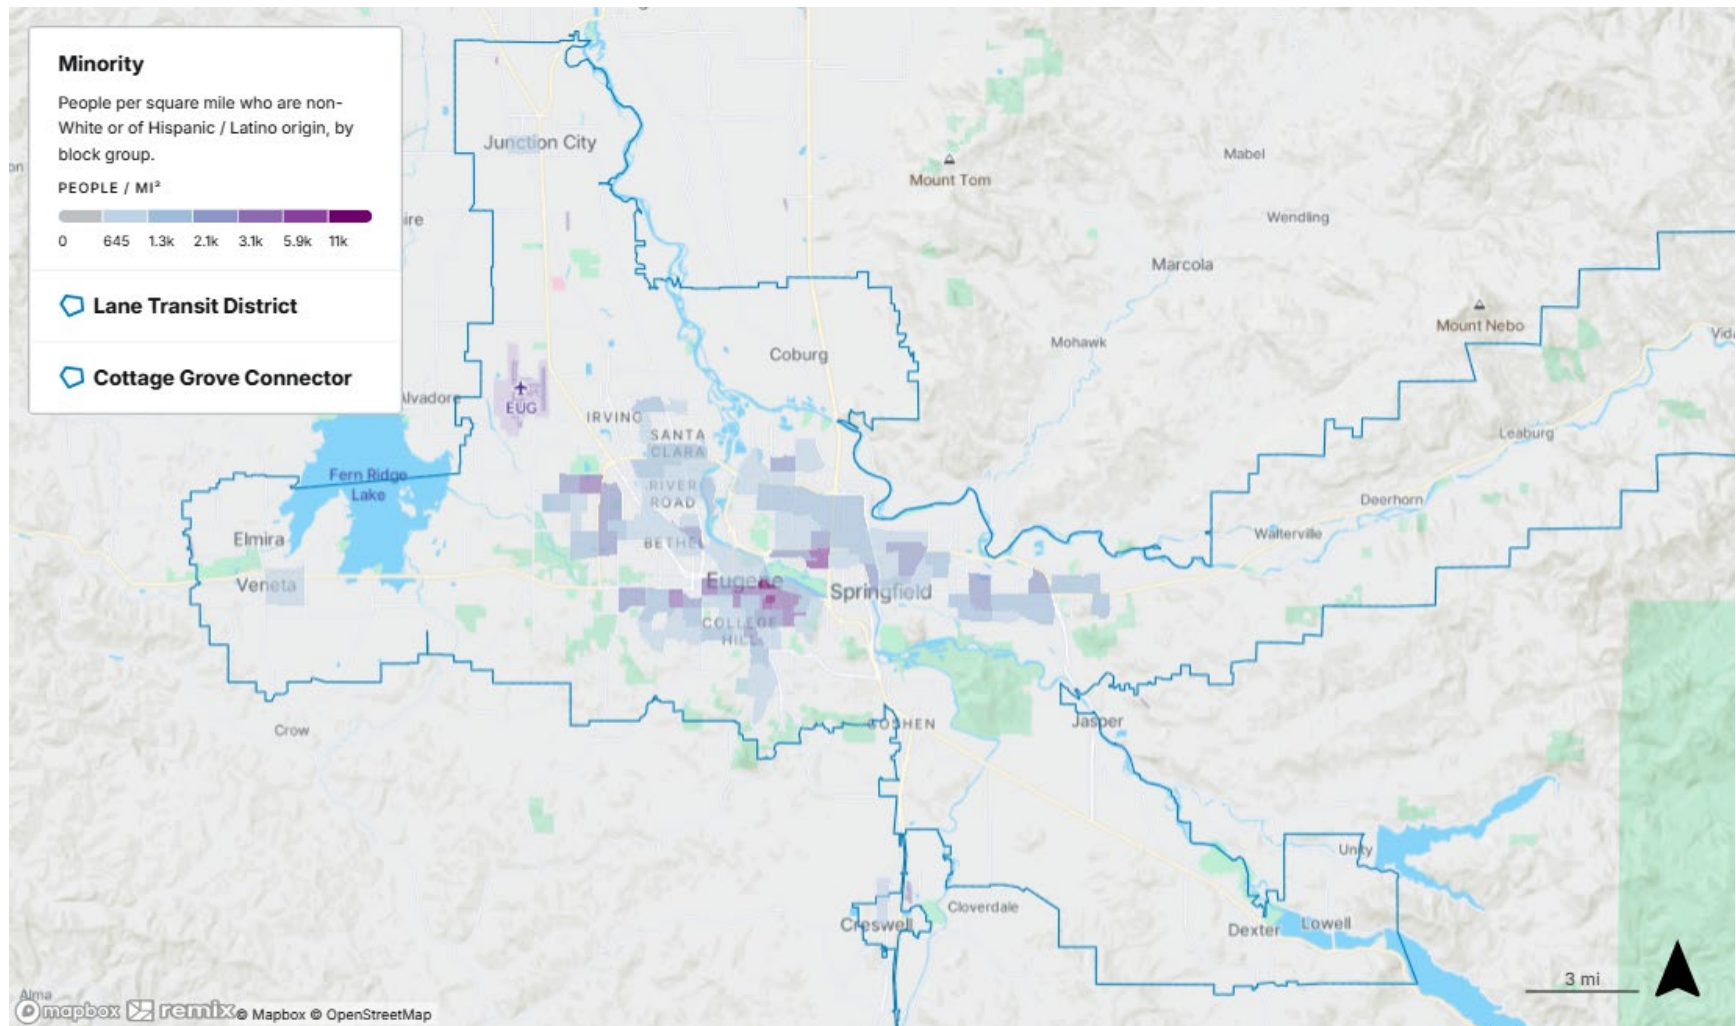 Minority
People per square mile who are non-
White or of Hispanic / Latino origin, by
block group.
PEOPLE / MI²
0 645 1.3k 2.1k 3.1k 5.9k 11k
Lane Transit District
Cottage Grove Connector
Junction City
Mount Tom
Mabel
Wendling
Marcola
Mount Nebo
Mohawk
Coburg
Alvadore
EUG
IRVING
SANTA
CLARA
RIVER
ROAD
Fern Ridge
Lake
Leaburg
Deerhorn
Walterville
Elmira
Veneta
BETHEL
Eugene
Springfield
COLLEGE
HILL
Crow
GOSHEN
Jasper
Unity
Creswell
Cloverdale
Dexter
Lowell
3 mi
Alma
mapbox remix © Mapbox © OpenStreetMap